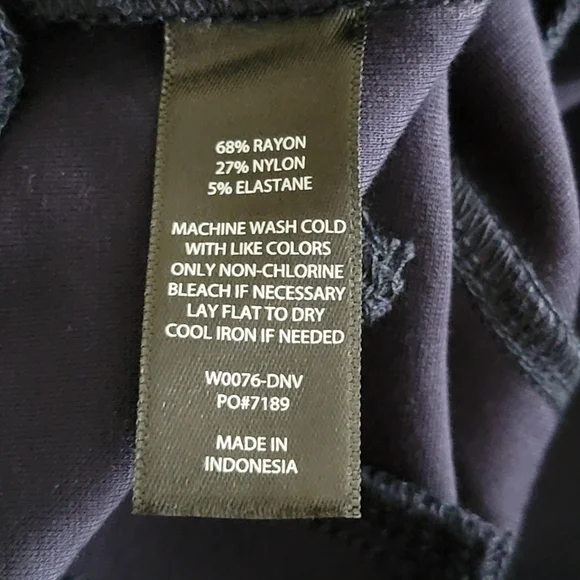 68% RAYON
27% NYLON
5% ELASTANE
MACHINE WASH COLD
WITH LIKE COLORS
ONLY NON-CHLORINE
BLEACH IF NECESSARY
LAY FLAT TO DRY
COOL IRON IF NEEDED
W0076-DNV
PO#7189
MADE IN
INDONESIA